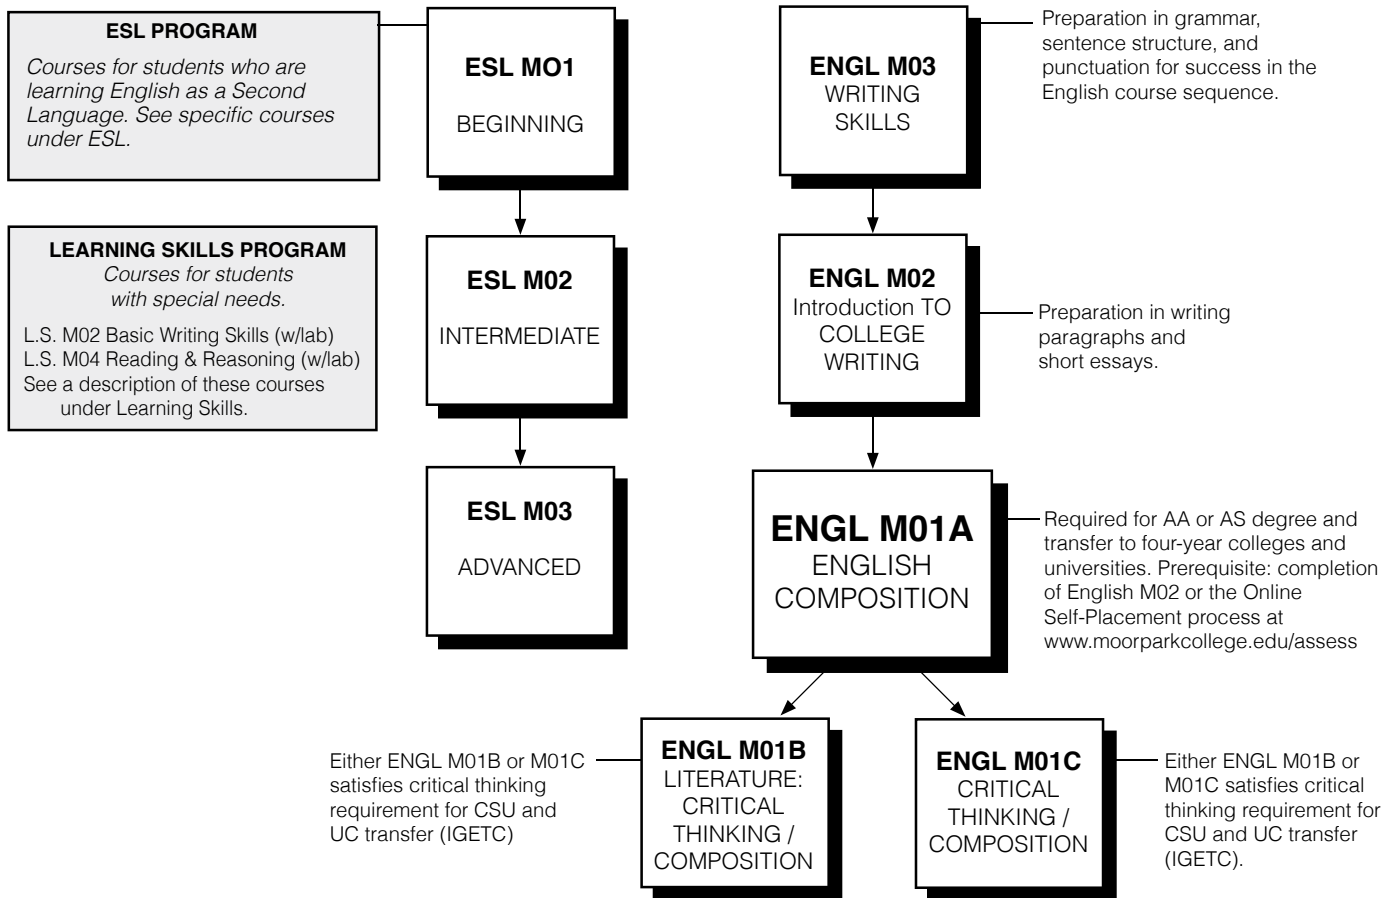 ESL PROGRAM
Courses for students who are
learning English as a Second
Language. See specific courses
under ESL.
ESL MO1
BEGINNING
ENGL M03
WRITING
SKILLS
Preparation in grammar,
sentence structure, and
punctuation for success in the
English course sequence.
LEARNING SKILLS PROGRAM
Courses for students
with special needs.
L.S. M02 Basic Writing Skills (w/lab)
L.S. M04 Reading & Reasoning (w/lab)
See a description of these courses
under Learning Skills.
ESL M02
INTERMEDIATE
ENGL M02
Introduction TO
COLLEGE
WRITING
Preparation in writing
paragraphs and
short essays.
ESL M03
ADVANCED
ENGL M01A
ENGLISH
COMPOSITION
Required for AA or AS degree and
transfer to four-year colleges and
universities. Prerequisite: completion
of English M02 or the Online
Self-Placement process at
www.moorparkcollege.edu/assess
Either ENGL M01B or M01C
satisfies critical thinking
requirement for CSU and
UC transfer (IGETC)
ENGL M01B
LITERATURE:
CRITICAL
THINKING /
COMPOSITION
ENGL M01C
CRITICAL
THINKING /
COMPOSITION
Either ENGL M01B or
M01C satisfies critical
thinking requirement for
CSU and UC transfer
(IGETC).